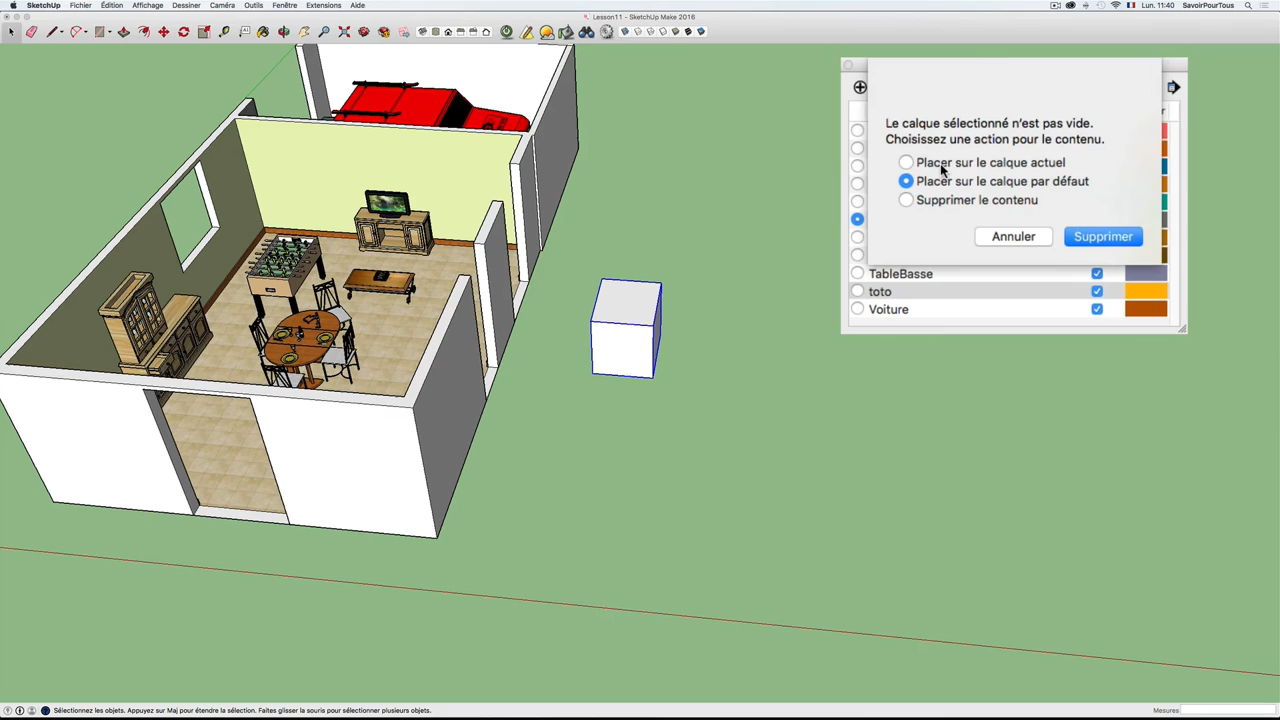 SketchUp Fichier Édition Affichage Dessiner Caméra Outils Fenêtre Extensions Aide Lun. 11:40 SavoirPourTous
Lesson11 - SketchUp Make 2016
Le calque sélectionné n'est pas vide.
Choisissez une action pour le contenu.
Placer sur le calque actuel
Placer sur le calque par défaut
Supprimer le contenu
Annuler Supprimer
TableBasse
toto
Voiture
Sélectionnez les objets. Appuyez sur Maj pour étendre la sélection. Faites glisser la souris pour sélectionner plusieurs objets. Mesures